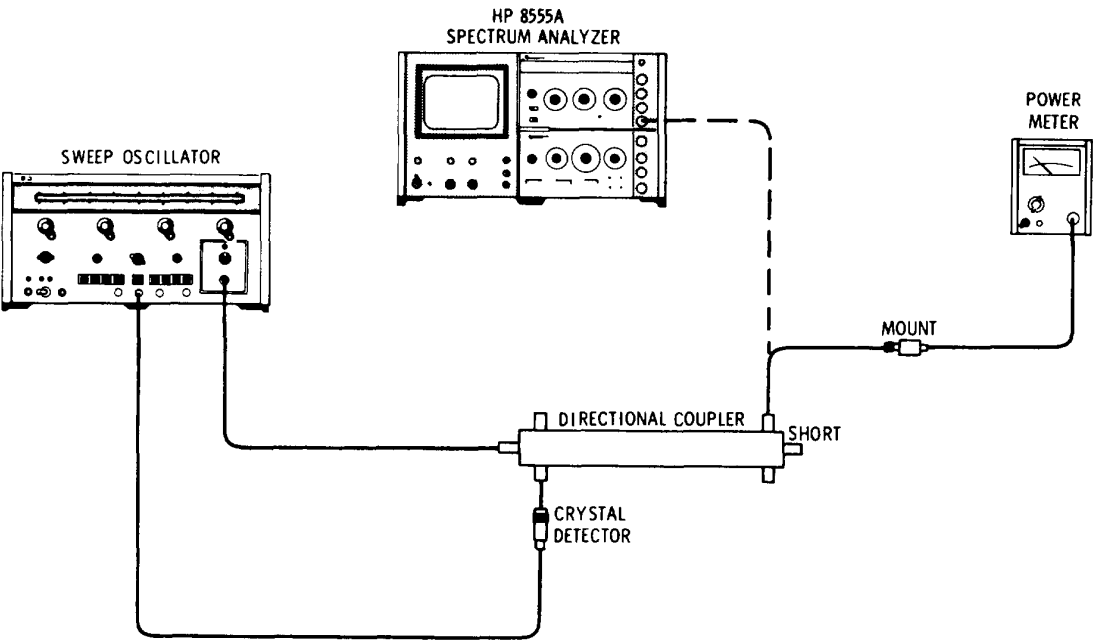 HP 8555A
SPECTRUM ANALYZER
POWER
METER
SWEEP OSCILLATOR
MOUNT
DIRECTIONAL COUPLER
SHORT
CRYSTAL
DETECTOR